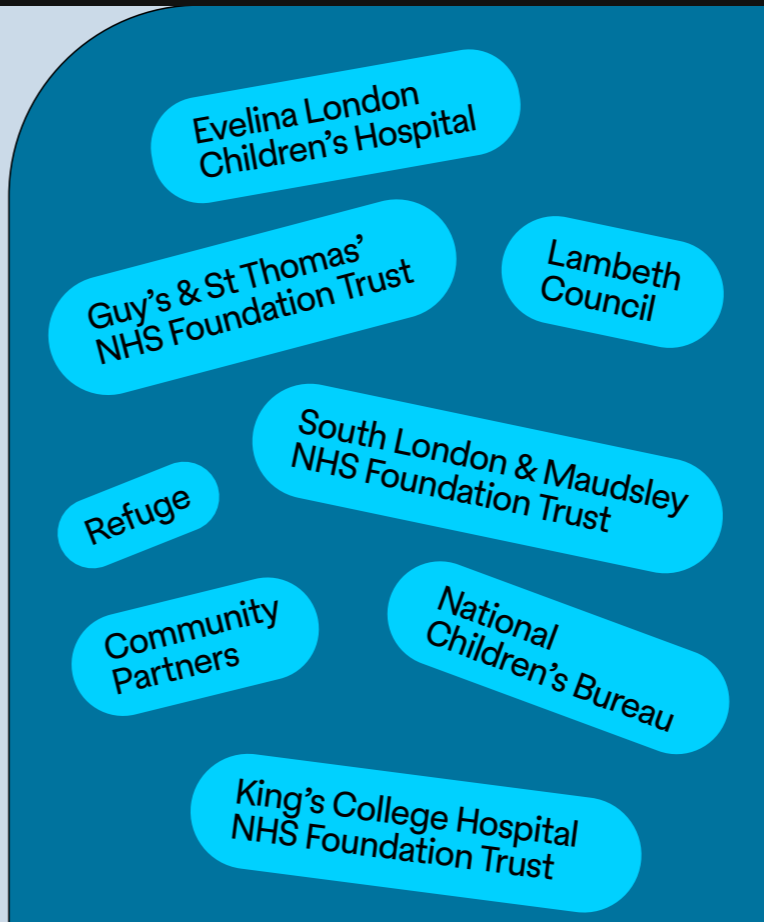 Evelina London
Children's Hospital
Guy's & St Thomas'
NHS Foundation Trust
Lambeth
Council
South London & Maudsley
NHS Foundation Trust
Refuge
Community
Partners
National
Children's Bureau
King's College Hospital
NHS Foundation Trust